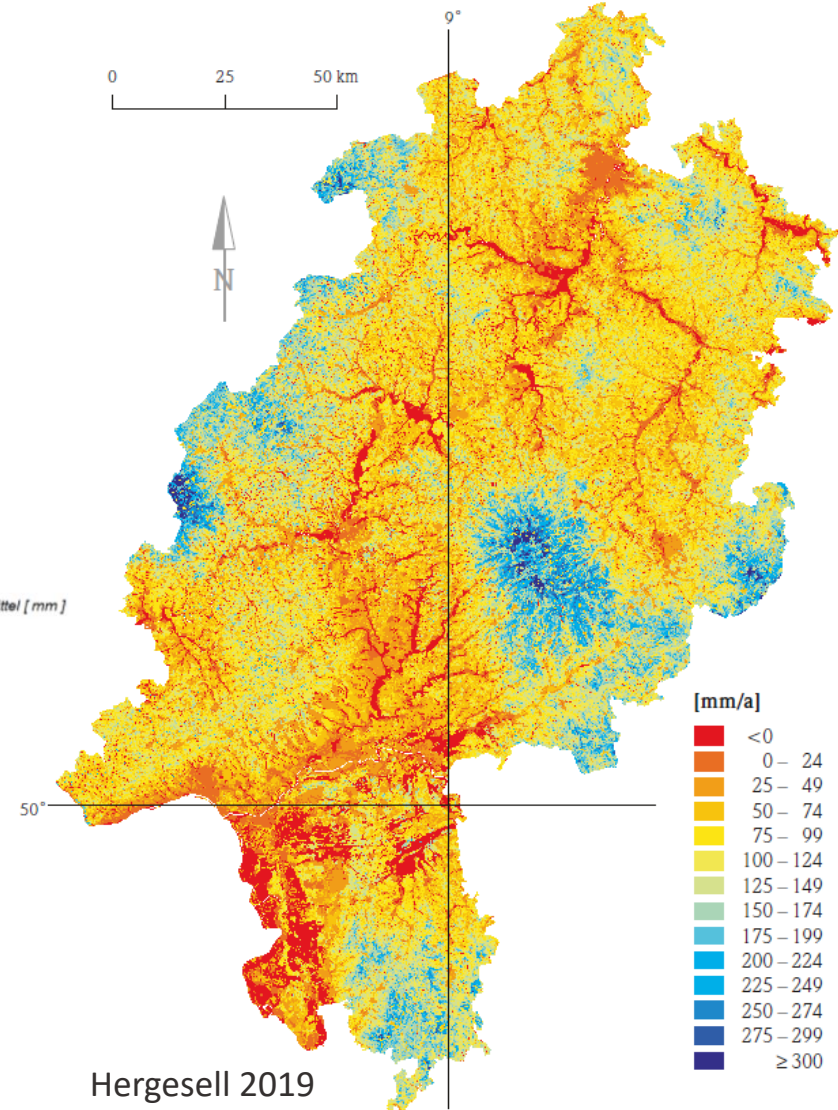 9°
0 25 50 km
N
ttel [ mm ]
[mm/a]
<0
0 – 24
25 – 49
50 – 74
75 – 99
100 – 124
125 – 149
150 – 174
175 – 199
200 – 224
225 – 249
250 – 274
275 – 299
≥ 300
50°
Hergesell 2019